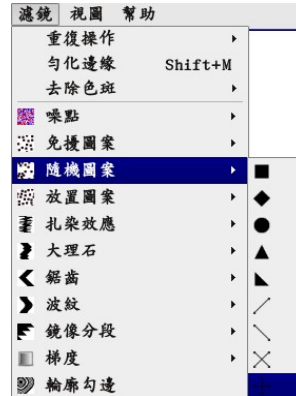 濾鏡 視圖 幫助
重復操作
勻化邊緣 Shift+M
去除色斑
噪點
免擾圖案
隨機圖案
放置圖案
扎染效應
大理石
鋸齒
波紋
鏡像分段
梯度
輪廓勾邊